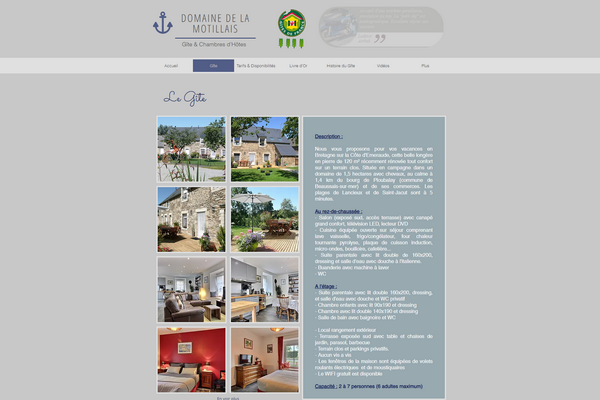 DOMAINE DE LA
MOTILLAIS
Gîte & Chambres d'Hôtes
Accueil
Gîte
Tarifs & Disponibilités
Livre d'Or
Histoire du Gîte
Vidéos
Plus
Le Gîte
Description :
Nous vous proposons pour vos vacances en
Bretagne sur la Côte d'Emeraude, cette belle longère
en pierre de 120 m² récemment rénovée tout confort
sur un terrain clos. Située en campagne dans un
domaine de 1,5 hectares avec chevaux, au calme à
1,4 km du bourg de Ploubalay (commune de
Beaussais-sur-mer) et de ses commerces. Les
plages de Lancieux et de Saint-Jacut sont à 5
minutes.
Au rez-de-chaussée :
- Salon (exposé sud, accès terrasse) avec canapé
grand confort, télévision LED, lecteur DVD
- Cuisine équipée ouverte sur séjour comprenant
lave vaisselle, frigo/congélateur, four chaleur
tournante pyrolyse, plaque de cuisson induction,
micro-ondes, bouilloire, cafetière,..
- Suite parentale avec lit double de 160x200,
dressing et salle d'eau avec douche à l'italienne
- Buanderie avec machine à laver
- WC
A l'étage :
- Suite parentale avec lit double 160x200, dressing,
et salle d'eau avec douche et WC privatif
- Chambre enfants avec lit 90x190 et dressing
- Chambre avec lit double 140x190 et dressing
- Salle de bain avec baignoire et WC
- Local rangement extérieur
- Terrasse exposée sud avec table et chaises de
jardin, parasol, barbecue
- Terrain clos et parkings privatifs.
- Aucun vis a vis
- Les fenêtres de la maison sont équipées de volets
roulants électriques et de moustiquaires
- Le WIFI gratuit est disponible
Capacité : 2 à 7 personnes (6 adultes maximum)